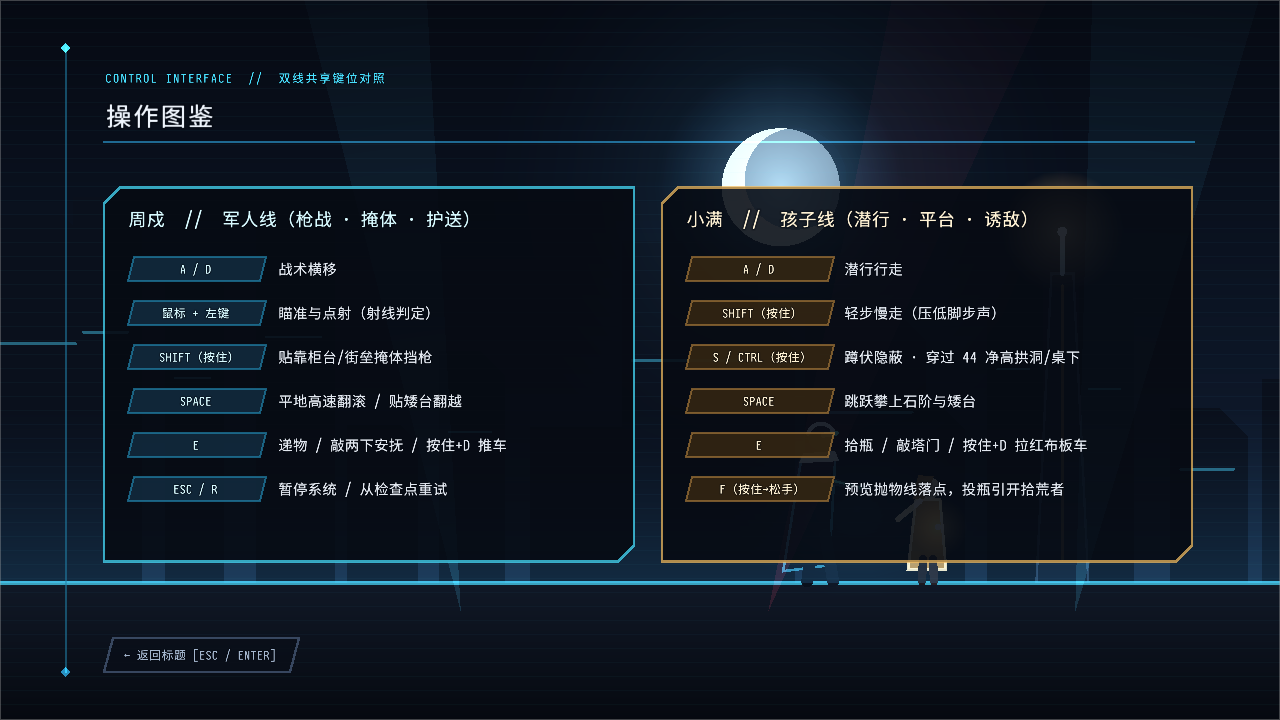 CONTROL INTERFACE // 双线共享键位对照
操作图鉴
周戍 // 军人线（枪战 · 掩体 · 护送）
A / D 战术横移
鼠标 + 左键 瞄准与点射（射线判定）
SHIFT（按住） 贴靠柜台/街垒掩体挡枪
SPACE 平地高速翻滚 / 贴矮台翻越
E 递物 / 敲两下安抚 / 按住+D 推车
ESC / R 暂停系统 / 从检查点重试
小满 // 孩子线（潜行 · 平台 · 诱敌）
A / D 潜行行走
SHIFT（按住） 轻步慢走（压低脚步声）
S / CTRL（按住） 蹲伏隐蔽 · 穿过 44 净高拱洞/桌下
SPACE 跳跃攀上石阶与矮台
E 拾瓶 / 敲塔门 / 按住+D 拉红布板车
F（按住→松手） 预览抛物线落点，投瓶引开拾荒者
← 返回标题 [ESC / ENTER]